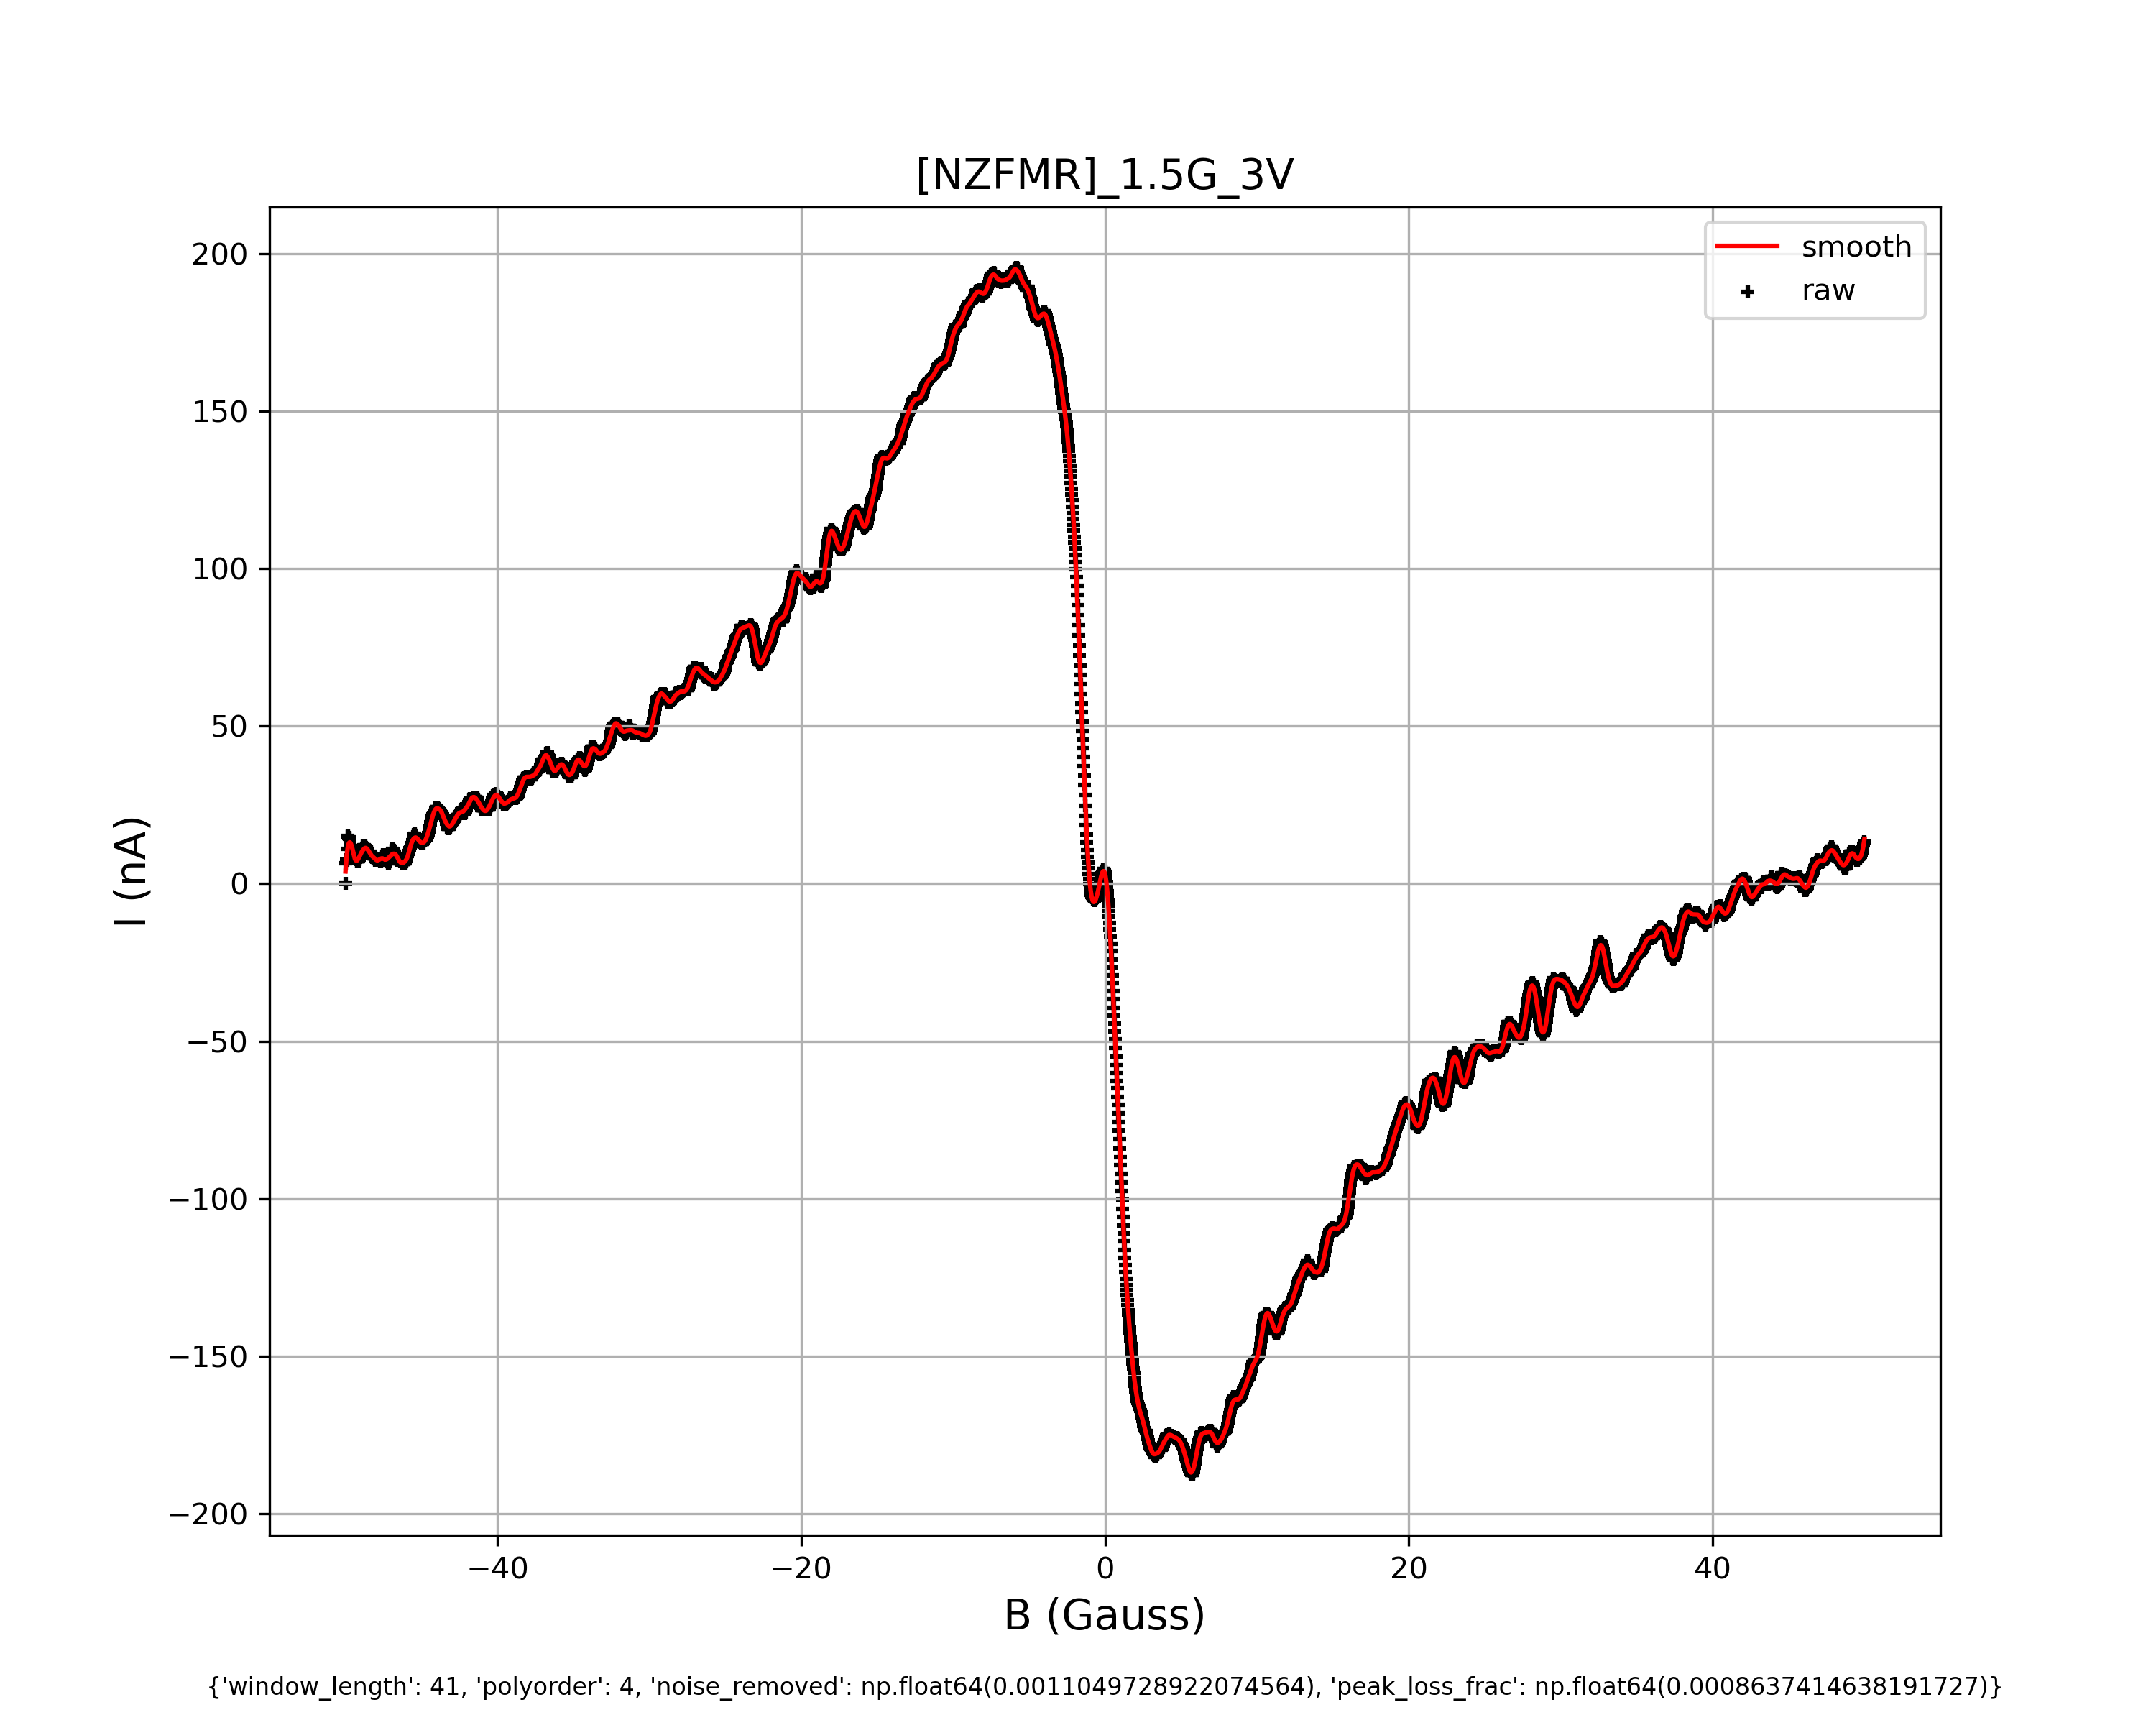 [NZFMR]_1.5G_3V
smooth
raw
I (nA)
200
150
100
50
0
−50
−100
−150
−200
−40
−20
0
20
40
B (Gauss)
{'window_length': 41, 'polyorder': 4, 'noise_removed': np.float64(0.0011049728922074564), 'peak_loss_frac': np.float64(0.0008637414638191727)}